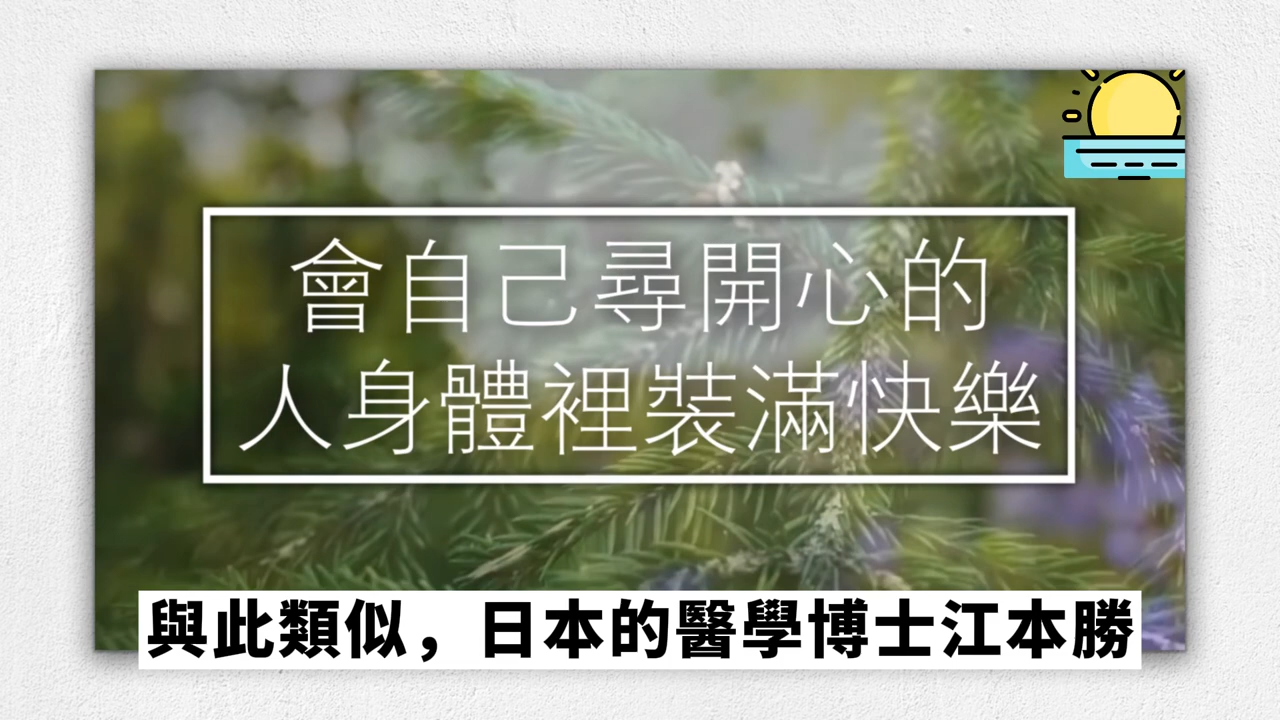 會自己尋開心的
人身體裡裝滿快樂
與此類似，日本的醫學博士江本勝